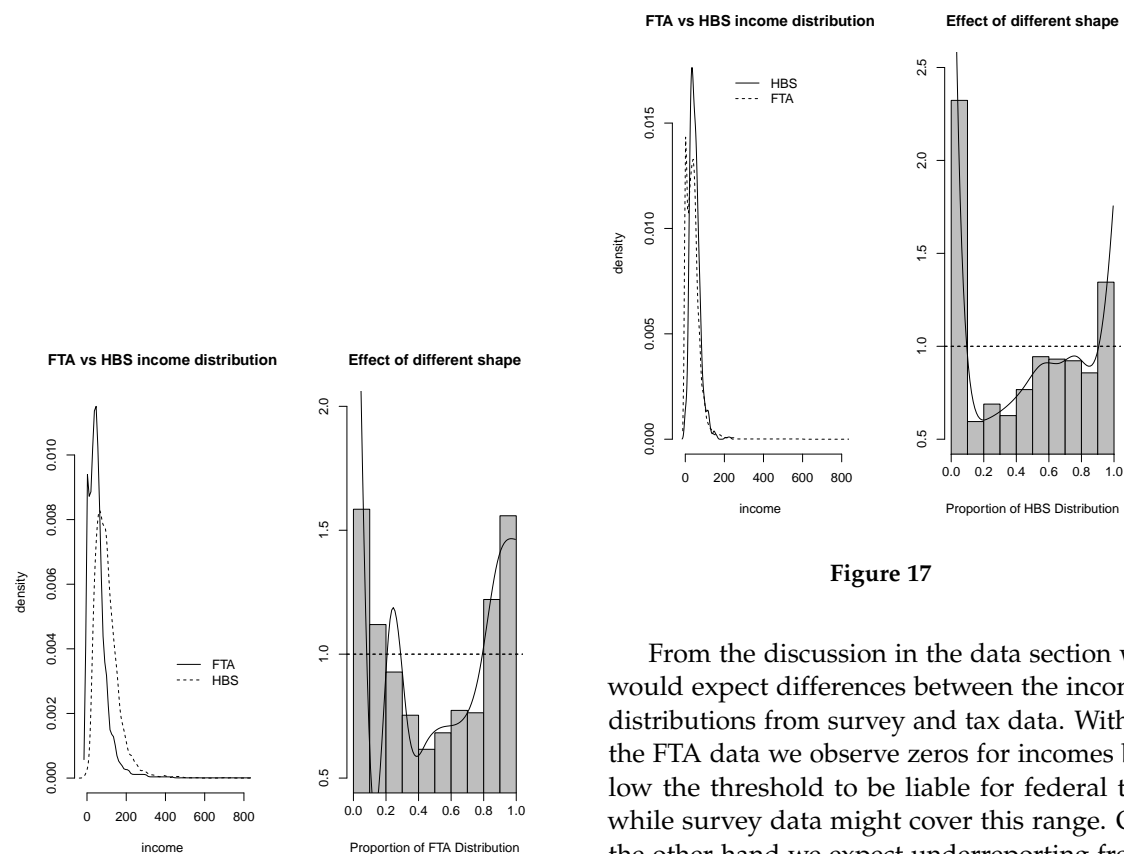 FTA vs HBS income distribution
Effect of different shape
density
0.000 0.002 0.004 0.006 0.008 0.010
FTA
HBS
0 200 400 600 800
income
0.5 1.0 1.5 2.0
0.0 0.2 0.4 0.6 0.8 1.0
Proportion of FTA Distribution
FTA vs HBS income distribution
Effect of different shape
density
0.000 0.005 0.010 0.015
HBS
FTA
0 200 400 600 800
income
0.5 1.0 1.5 2.0 2.5
0.0 0.2 0.4 0.6 0.8 1.0
Proportion of HBS Distribution
Figure 17
From the discussion in the data section
would expect differences between the
distributions from survey and tax data.
the FTA data we observe zeros for incomes
low the threshold to be liable for federal
while survey data might cover this range.
the other hand we expect underreporting